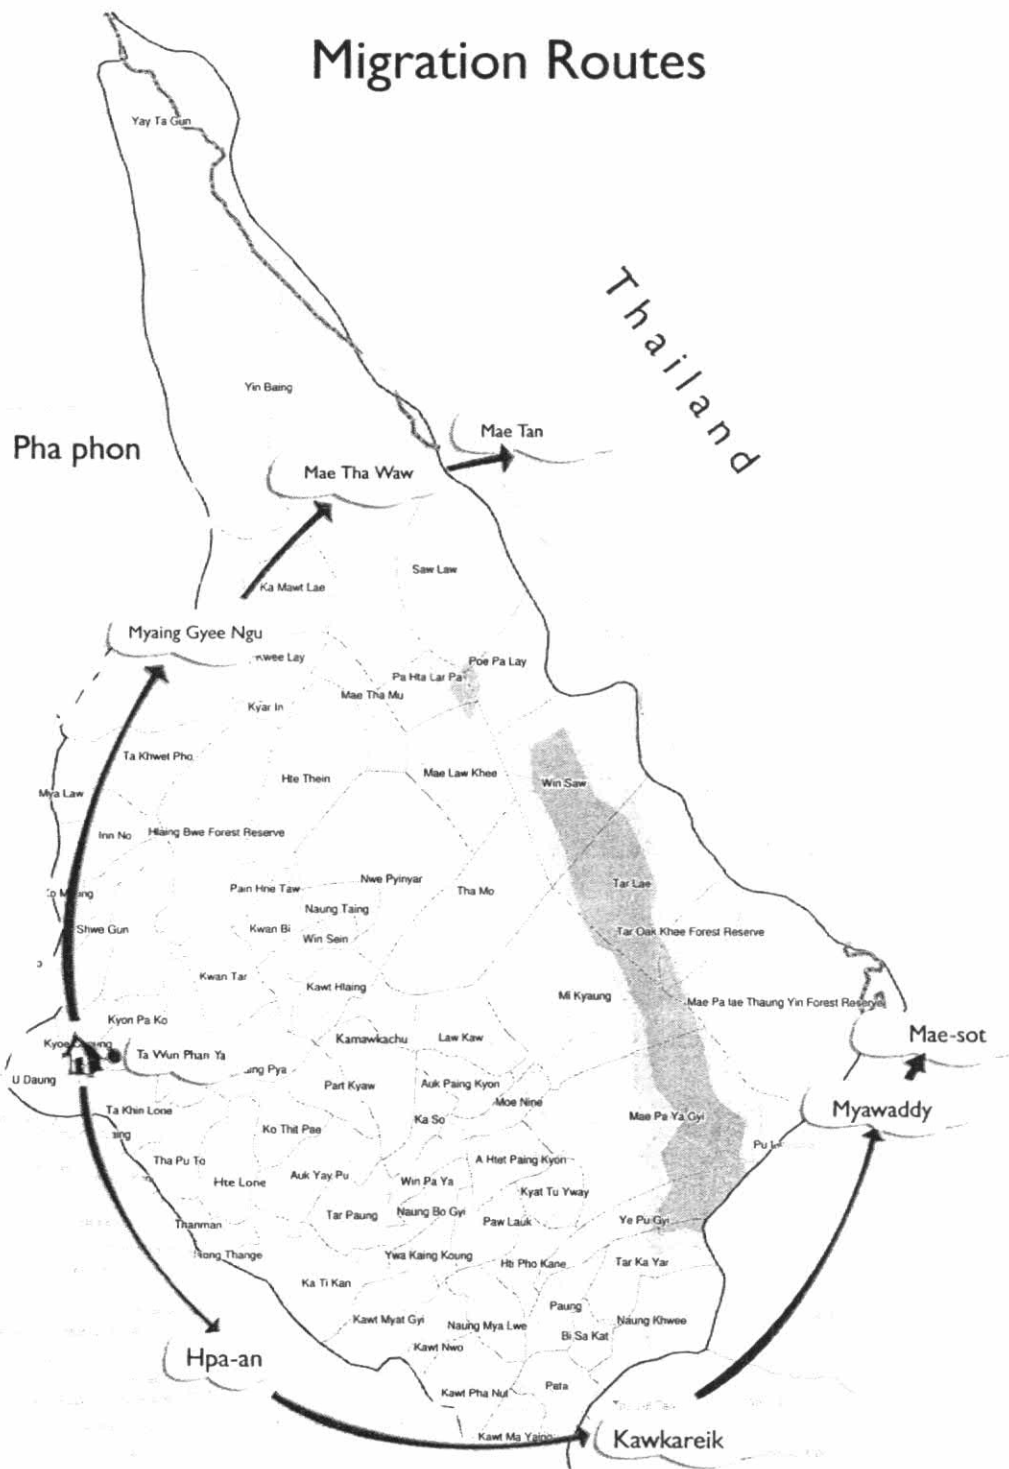 Migration Routes
Yay Ta Gun
Thailand
Yin Baing
Mae Tan
Pha phon
Mae Tha Waw
Saw Law
Ka Mawt Lae
Myaing Gyee Ngu
Kwee Lay
Poe Pa Lay
Pa Hta Lar Pa
Mae Tha Mu
Kyar In
Ta Khwet Pho
Mae Law Khee
Hte Thein
Win Saw
Mya Law
Inn No
Hlaing Bwe Forest Reserve
Nwe Pyinyar
Tar Lae
Pain Hne Taw
Tha Mo
Naung Taing
Shwe Gun
Kwan Bi
Win Sein
Tar Oak Khee Forest Reserve
Kwan Tar
Kawt Hlaing
Mi Kyaung
Mae Pa lae Thaung Yin Forest Reserve
Kyon Pa Ko
Kamawkachu
Law Kaw
Mae-sot
Ta Wun Phan Ya
U Daung
Pya
Part Kyaw
Auk Paing Kyon
Moe Nine
Ta Khin Lone
Ka So
Mae Pa Ya Gyi
Myawaddy
Ko Thit Pae
Tha Pu To
A Htet Paing Kyon
Hte Lone
Auk Yay Pu
Win Pa Ya
Kyat Tu Yway
Thanman
Tar Paung
Naung Bo Gyi
Paw Lauk
Ye Pu Gyi
Thange
Ywa Kaing Koung
Hti Pho Kane
Tar Ka Yar
Ka Ti Kan
Paung
Kawt Myat Gyi
Naung Mya Lwe
Naung Khwee
Bi Sa Kat
Kawt Nwo
Hpa-an
Kawt Pha Nut
Peta
Kawt Ma Yaing
Kawkareik